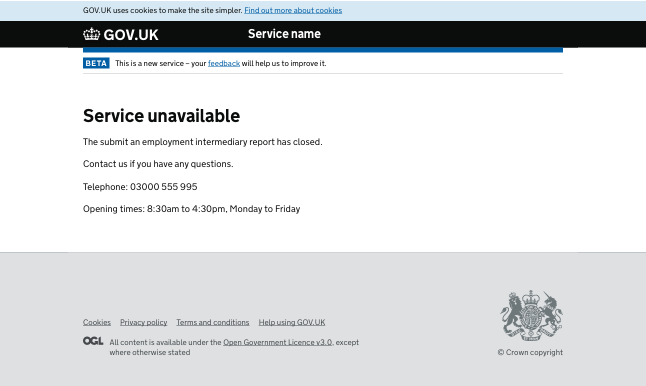 GOV.UK uses cookies to make the site simpler. Find out more about cookies
GOV.UK Service name
BETA This is a new service – your feedback will help us to improve it.
Service unavailable
The submit an employment intermediary report has closed.
Contact us if you have any questions.
Telephone: 03000 555 995
Opening times: 8:30am to 4:30pm, Monday to Friday
Cookies Privacy policy Terms and conditions Help using GOV.UK
OGL All content is available under the Open Government Licence v3.0, except
where otherwise stated
© Crown copyright